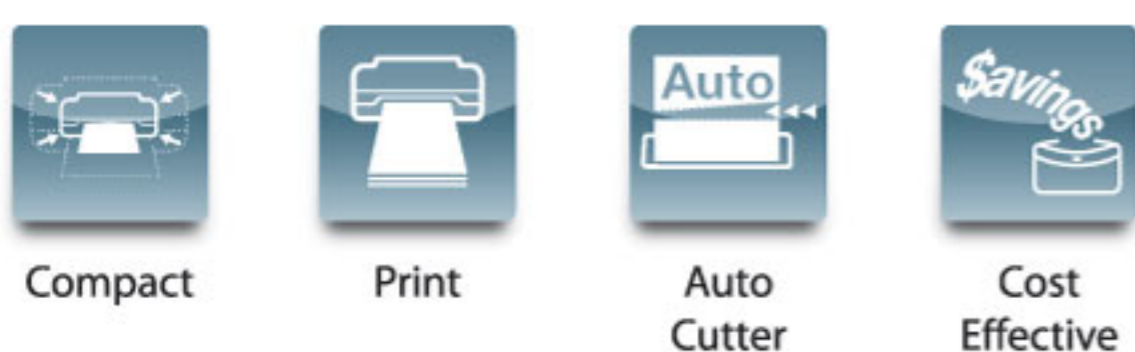 Auto
$avings
Compact
Print
Auto
Cutter
Cost
Effective